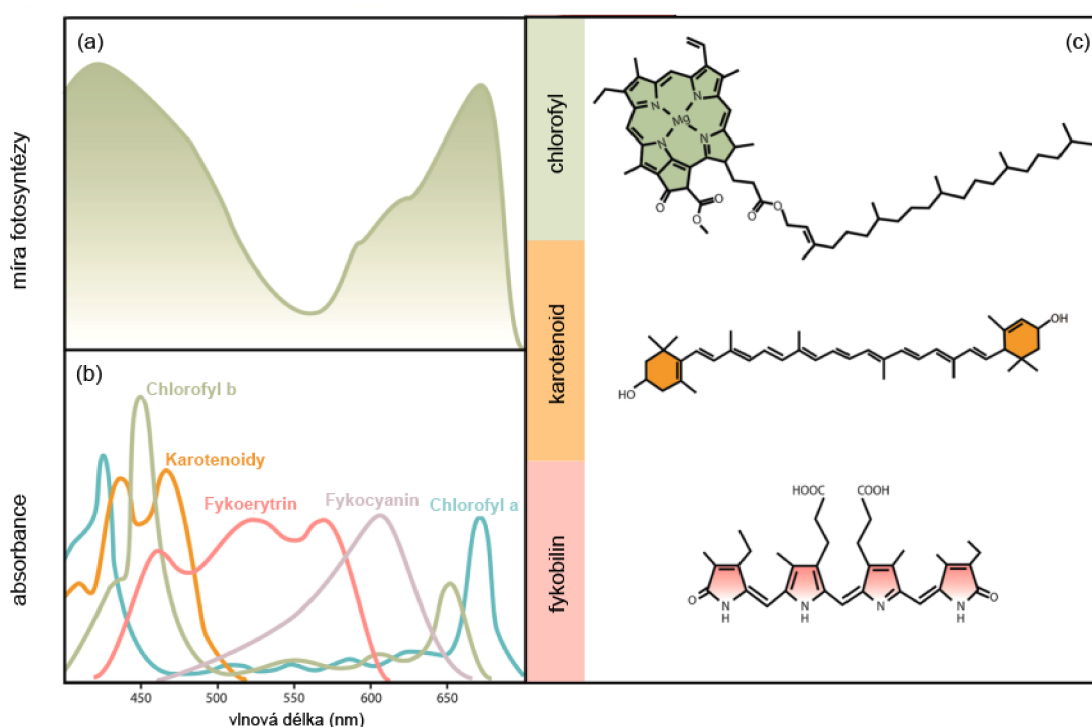 (a)
míra fotosyntézy
(b)
Chlorofyl b
Karotenoidy
Fykoerytrin
Fykocyanin
Chlorofyl a
absorbance
450
500
550
600
650
vlnová délka (nm)
(c)
chlorofyl
N
N
Mg
N
N
O
O
O
O
O
karotenoid
OH
HO
fykobilin
HOOC
COOH
O
N
H
N
H
N
N
H
O